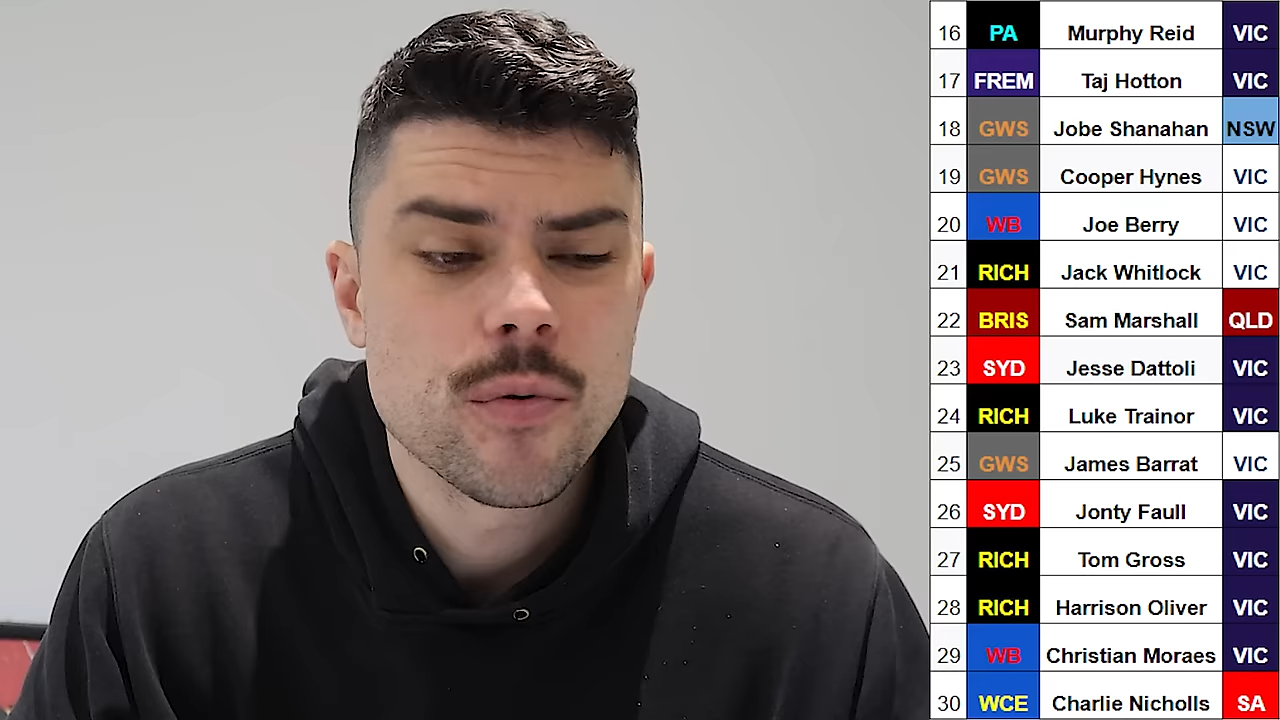 16 PA Murphy Reid VIC
17 FREM Taj Hotton VIC
18 GWS Jobe Shanahan NSW
19 GWS Cooper Hynes VIC
20 WB Joe Berry VIC
21 RICH Jack Whitlock VIC
22 BRIS Sam Marshall QLD
23 SYD Jesse Dattoli VIC
24 RICH Luke Trainor VIC
25 GWS James Barrat VIC
26 SYD Jonty Faull VIC
27 RICH Tom Gross VIC
28 RICH Harrison Oliver VIC
29 WB Christian Moraes VIC
30 WCE Charlie Nicholls SA